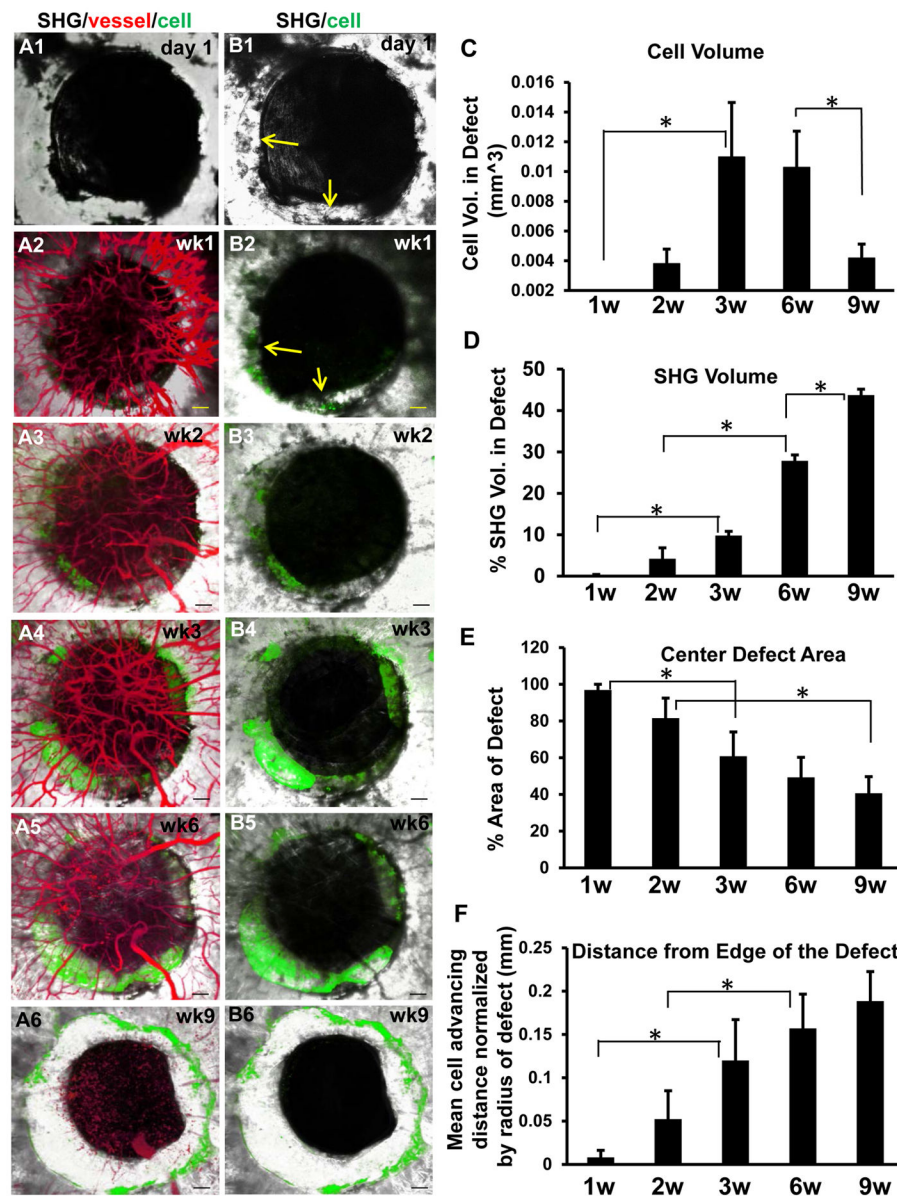 SHG/vessel/cell
SHG/cell
A1
day 1
B1
day 1
A2
wk1
B2
wk1
A3
wk2
B3
wk2
A4
wk3
B4
wk3
A5
wk6
B5
wk6
A6
wk9
B6
wk9
C
Cell Volume
Cell Vol. in Defect
(mm^3)
0.016
0.014
0.012
0.01
0.008
0.006
0.004
0.002
*
*
1w 2w 3w 6w 9w
D
SHG Volume
% SHG Vol. in Defect
50
40
30
20
10
0
*
*
*
1w 2w 3w 6w 9w
E
Center Defect Area
% Area of Defect
120
100
80
60
40
20
0
*
*
1w 2w 3w 6w 9w
F
Distance from Edge of the Defect
Mean cell advancing
distance normalized
by radius of defect (mm)
0.25
0.2
0.15
0.1
0.05
0
*
*
1w 2w 3w 6w 9w